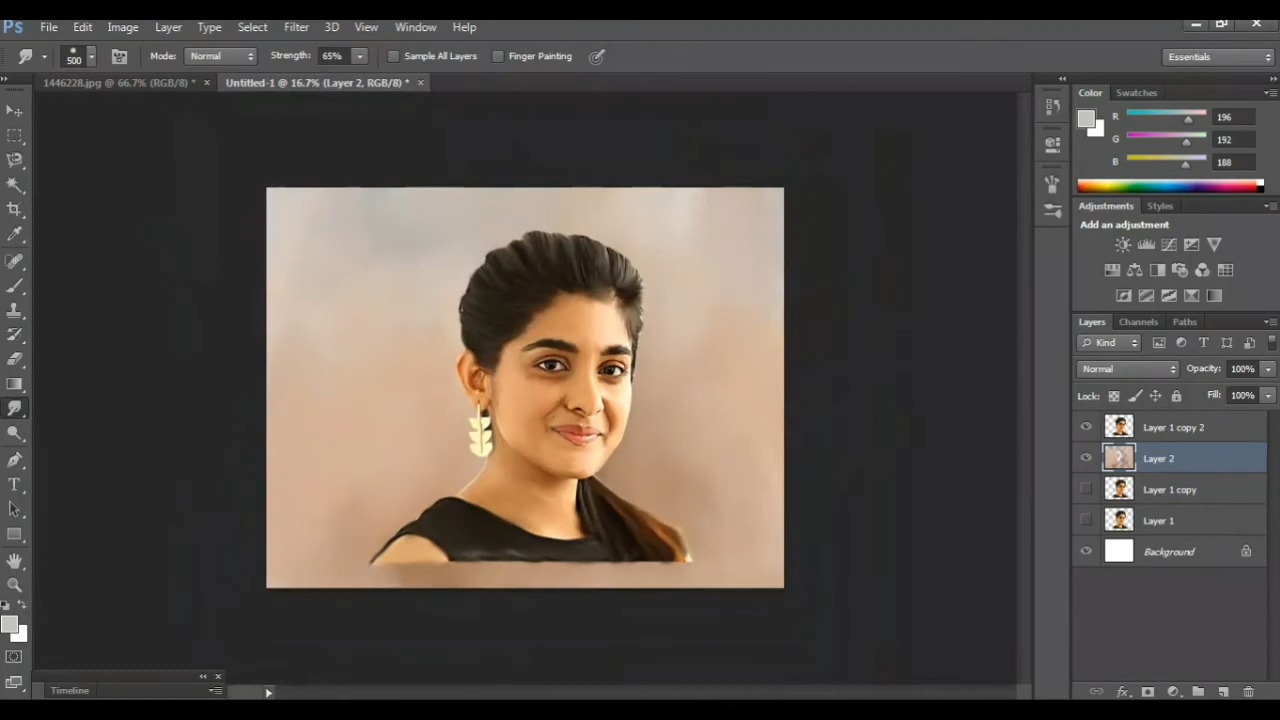 Ps File Edit Image Layer Type Select Filter 3D View Window Help
500 Mode: Normal Strength: 65% Sample All Layers Finger Painting Essentials
1446228.jpg @ 66.7% (RGB/8) * × Untitled-1 @ 16.7% (Layer 2, RGB/8) * ×
Color Swatches
R 196
G 192
B 188
Adjustments Styles
Add an adjustment
Layers Channels Paths
Kind
Normal Opacity: 100%
Lock: Fill: 100%
Layer 1 copy 2
Layer 2
Layer 1 copy
Layer 1
Background
Timeline